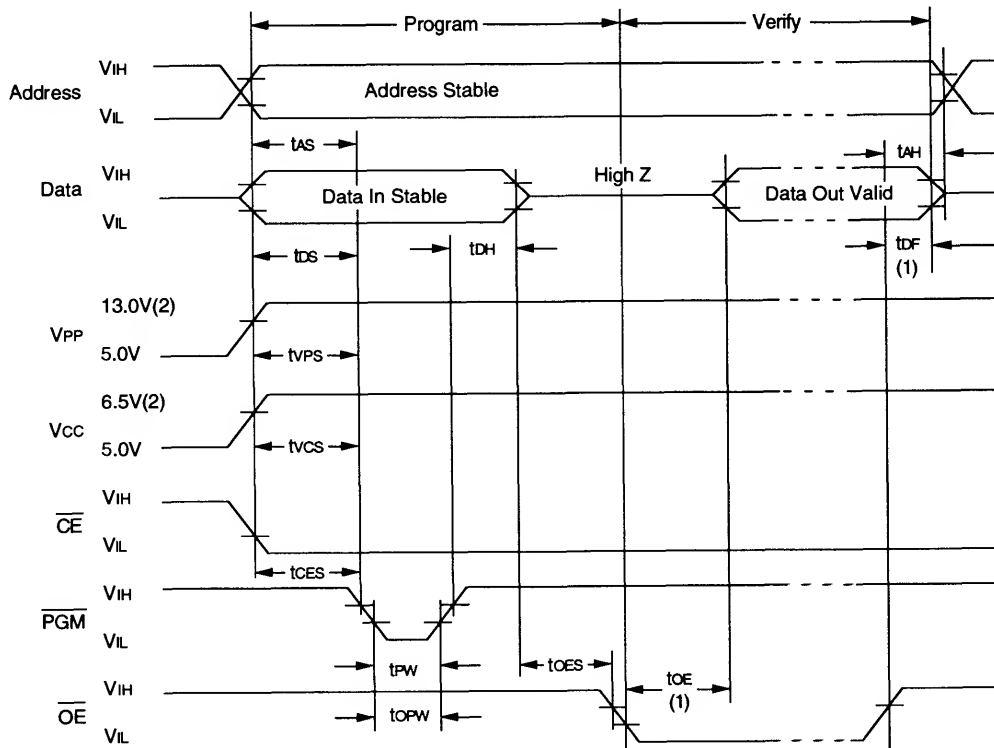 Program Verify
Address VIH Address Stable
VIL
tAS tAH
Data VIH Data In Stable High Z Data Out Valid
VIL
tDS tDH tDF
(1)
VPP 13.0V(2)
5.0V
tVPS
VCC 6.5V(2)
5.0V
tVCS
CE VIH
VIL
tCES
PGM VIH
VIL
tPW tOES tOE
(1)
OE VIH
VIL
tOPW